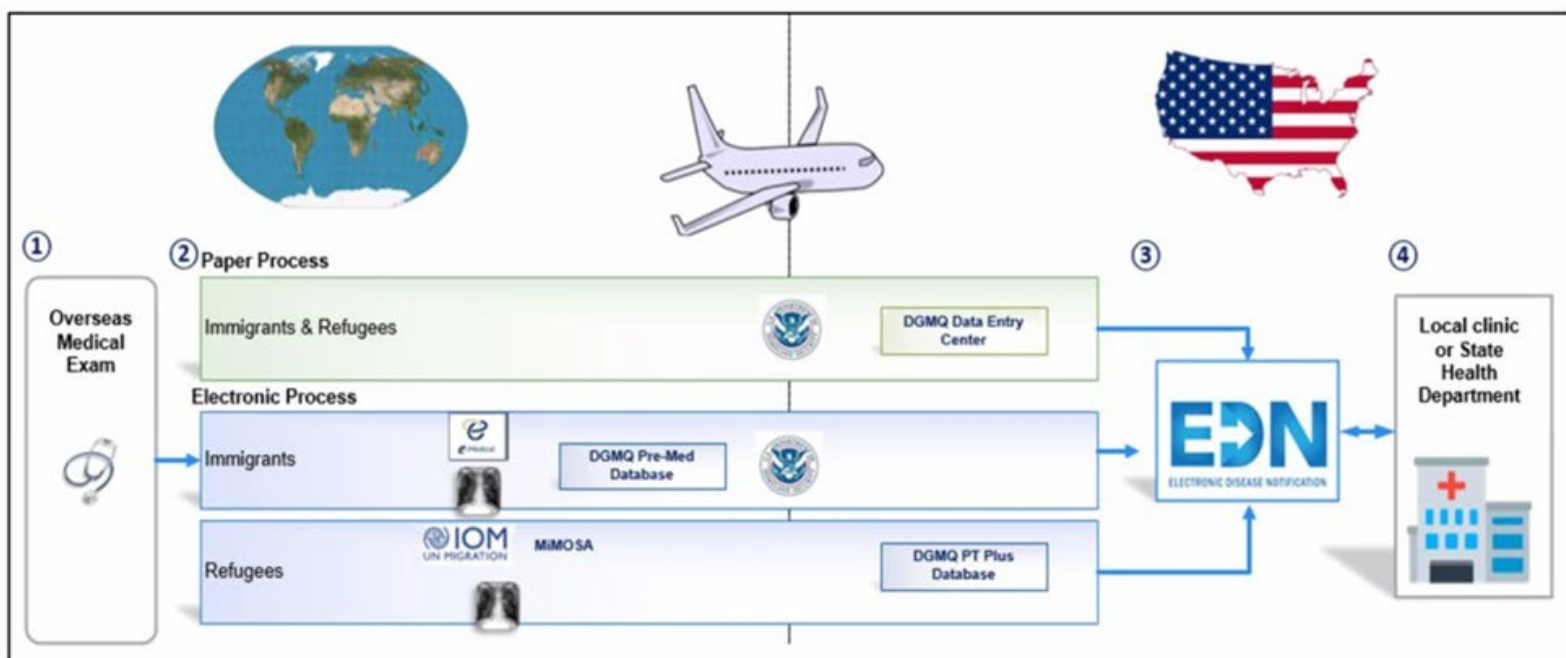 ①
Overseas
Medical
Exam
②
Paper Process
Immigrants & Refugees
DGMQ Data Entry
Center
Electronic Process
Immigrants
e
eMedical
DGMQ Pre-Med
Database
Refugees
IOM
UN MIGRATION
MiMOSA
DGMQ PT Plus
Database
③
EDN
ELECTRONIC DISEASE NOTIFICATION
④
Local clinic
or State
Health
Department